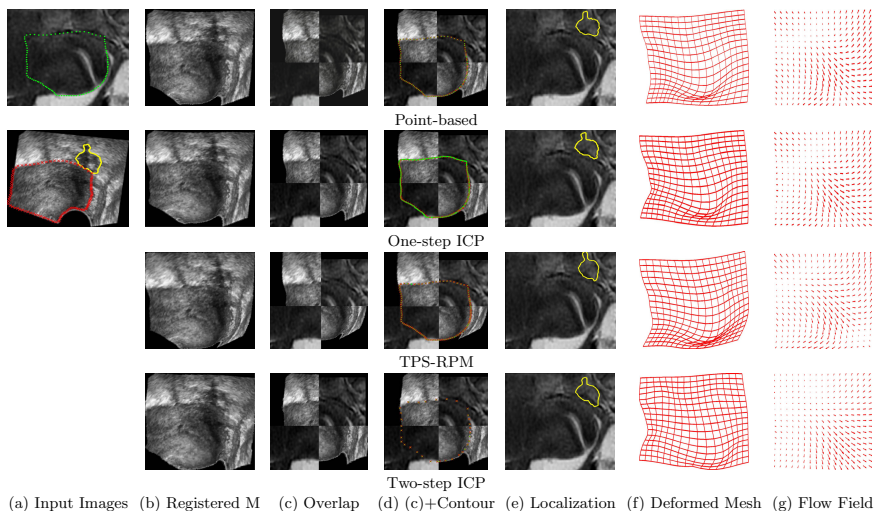 Point-based
One-step ICP
TPS-RPM
Two-step ICP
(a) Input Images (b) Registered M (c) Overlap (d) (c)+Contour (e) Localization (f) Deformed Mesh (g) Flow Field